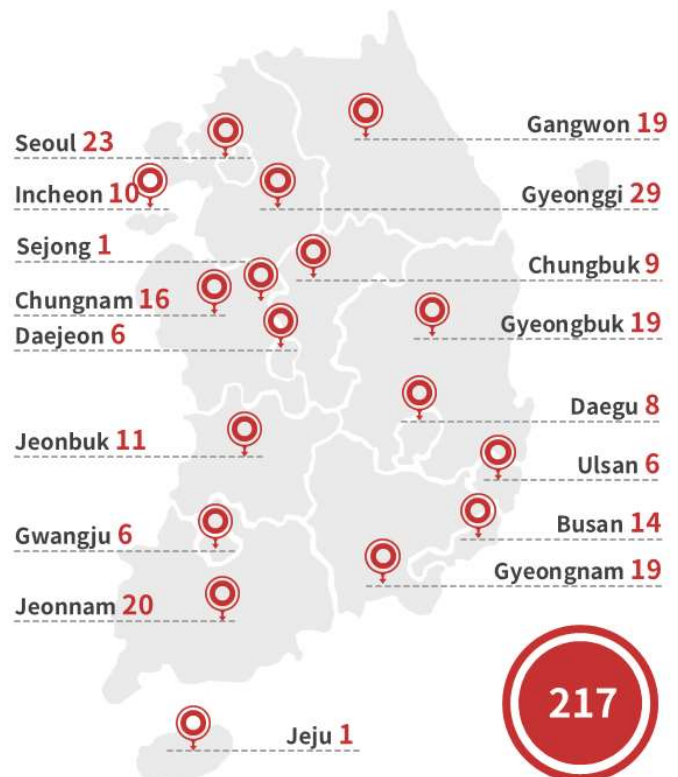 Seoul 23
Incheon 10
Sejong 1
Chungnam 16
Daejeon 6
Jeonbuk 11
Gwangju 6
Jeonnam 20
Gangwon 19
Gyeonggi 29
Chungbuk 9
Gyeongbuk 19
Daegu 8
Ulsan 6
Busan 14
Gyeongnam 19
Jeju 1
217